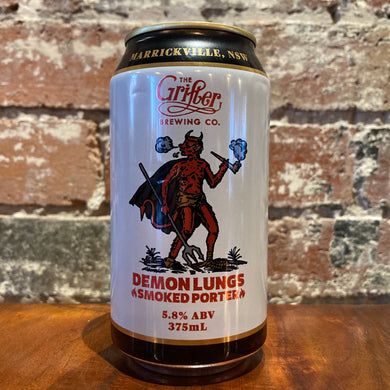 MARRICKVILLE, NSW
THE
Grifter
BREWING CO.
DEMON LUNGS
SMOKED PORTER
5.8% ABV
375mL